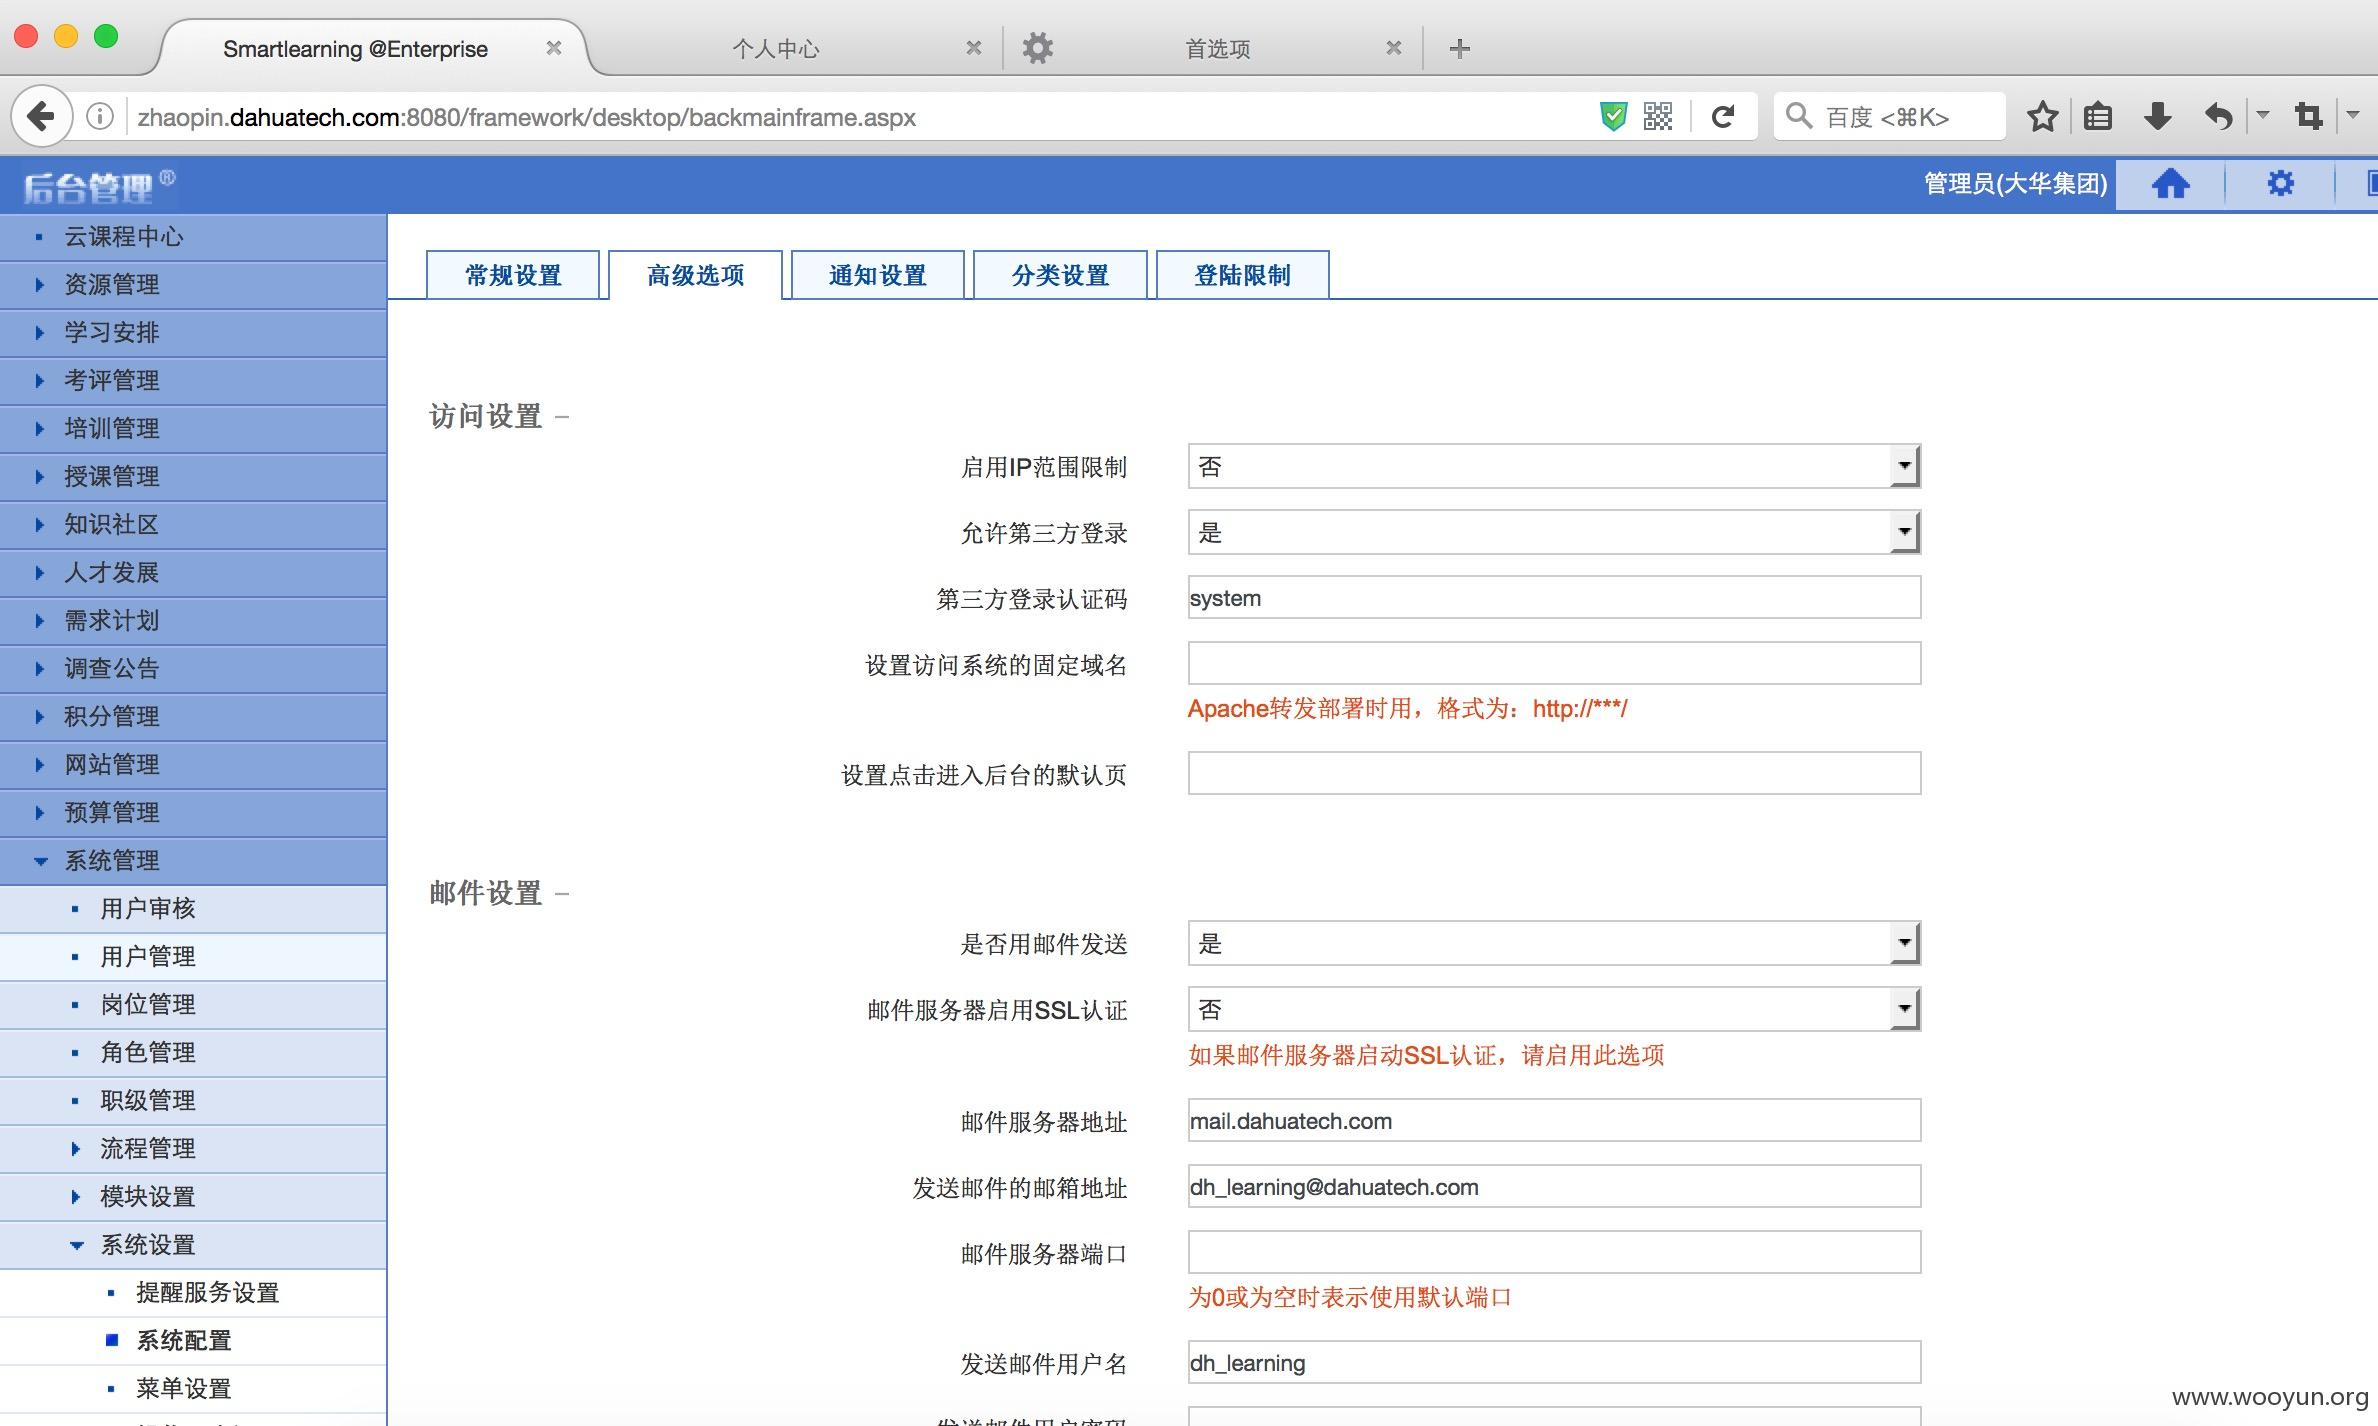 Smartlearning @Enterprise
个人中心
首选项
zhaopin.dahuatech.com:8080/framework/desktop/backmainframe.aspx
百度 <⌘K>
后台管理®
管理员(大华集团)
云课程中心
资源管理
学习安排
考评管理
培训管理
授课管理
知识社区
人才发展
需求计划
调查公告
积分管理
网站管理
预算管理
系统管理
用户审核
用户管理
岗位管理
角色管理
职级管理
流程管理
模块设置
系统设置
提醒服务设置
系统配置
菜单设置
常规设置
高级选项
通知设置
分类设置
登陆限制
访问设置 –
启用IP范围限制 否
允许第三方登录 是
第三方登录认证码 system
设置访问系统的固定域名
Apache转发部署时用，格式为：http://***/
设置点击进入后台的默认页
邮件设置 –
是否用邮件发送 是
邮件服务器启用SSL认证 否
如果邮件服务器启动SSL认证，请启用此选项
邮件服务器地址 mail.dahuatech.com
发送邮件的邮箱地址 dh_learning@dahuatech.com
邮件服务器端口
为0或为空时表示使用默认端口
发送邮件用户名 dh_learning
发送邮件用户密码
www.wooyun.org